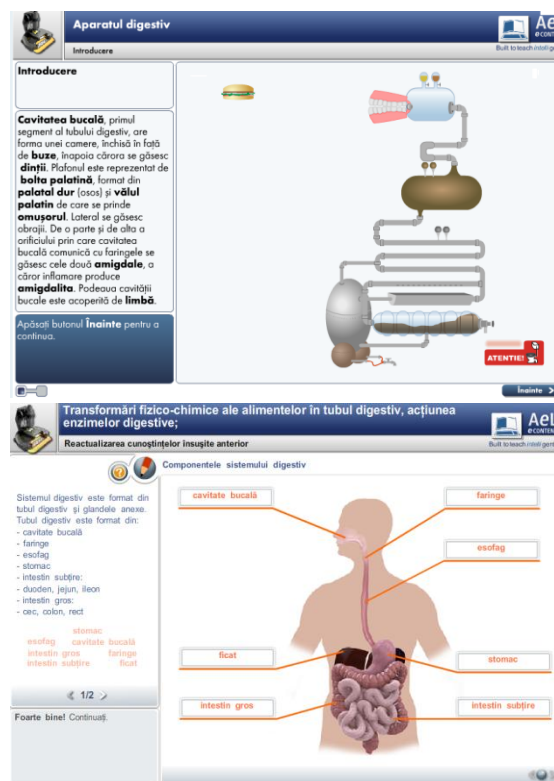 Aparatul digestiv
Introducere
AeL
eCONTENT
Built to teach intelligent
Introducere
Cavitatea bucală, primul
segment al tubului digestiv, are
forma unei camere, închisă în față
de buze, înapoia cărora se găsesc
dinții. Plafonul este reprezentat de
bolta palatină, format din
palatal dur (osos) și vălul
palatin de care se prinde
omușorul. Lateral se găsesc
obrajii. De o parte și de alta a
orificiului prin care cavitatea
bucală comunică cu faringele se
găsesc cele două amigdale, a
căror inflamare produce
amigdalita. Podeaua cavității
bucale este acoperită de limbă.
Apăsați butonul Înainte pentru a
continua.
ATENTIE!
Înainte >
Transformări fizico-chimice ale alimentelor în tubul digestiv, acțiunea
enzimelor digestive;
Reactualizarea cunoștințelor însușite anterior
AeL
eCONTENT
Built to teach intelligent
Componentele sistemului digestiv
Sistemul digestiv este format din
tubul digestiv și glandele anexe.
Tubul digestiv este format din:
- cavitate bucală
- faringe
- esofag
- stomac
- intestin subțire:
- duoden, jejun, ileon
- intestin gros:
- cec, colon, rect
stomac
esofag cavitate bucală
intestin gros faringe
intestin subțire ficat
1/2
Foarte bine! Continuați.
cavitate bucală
faringe
esofag
ficat
stomac
intestin gros
intestin subțire